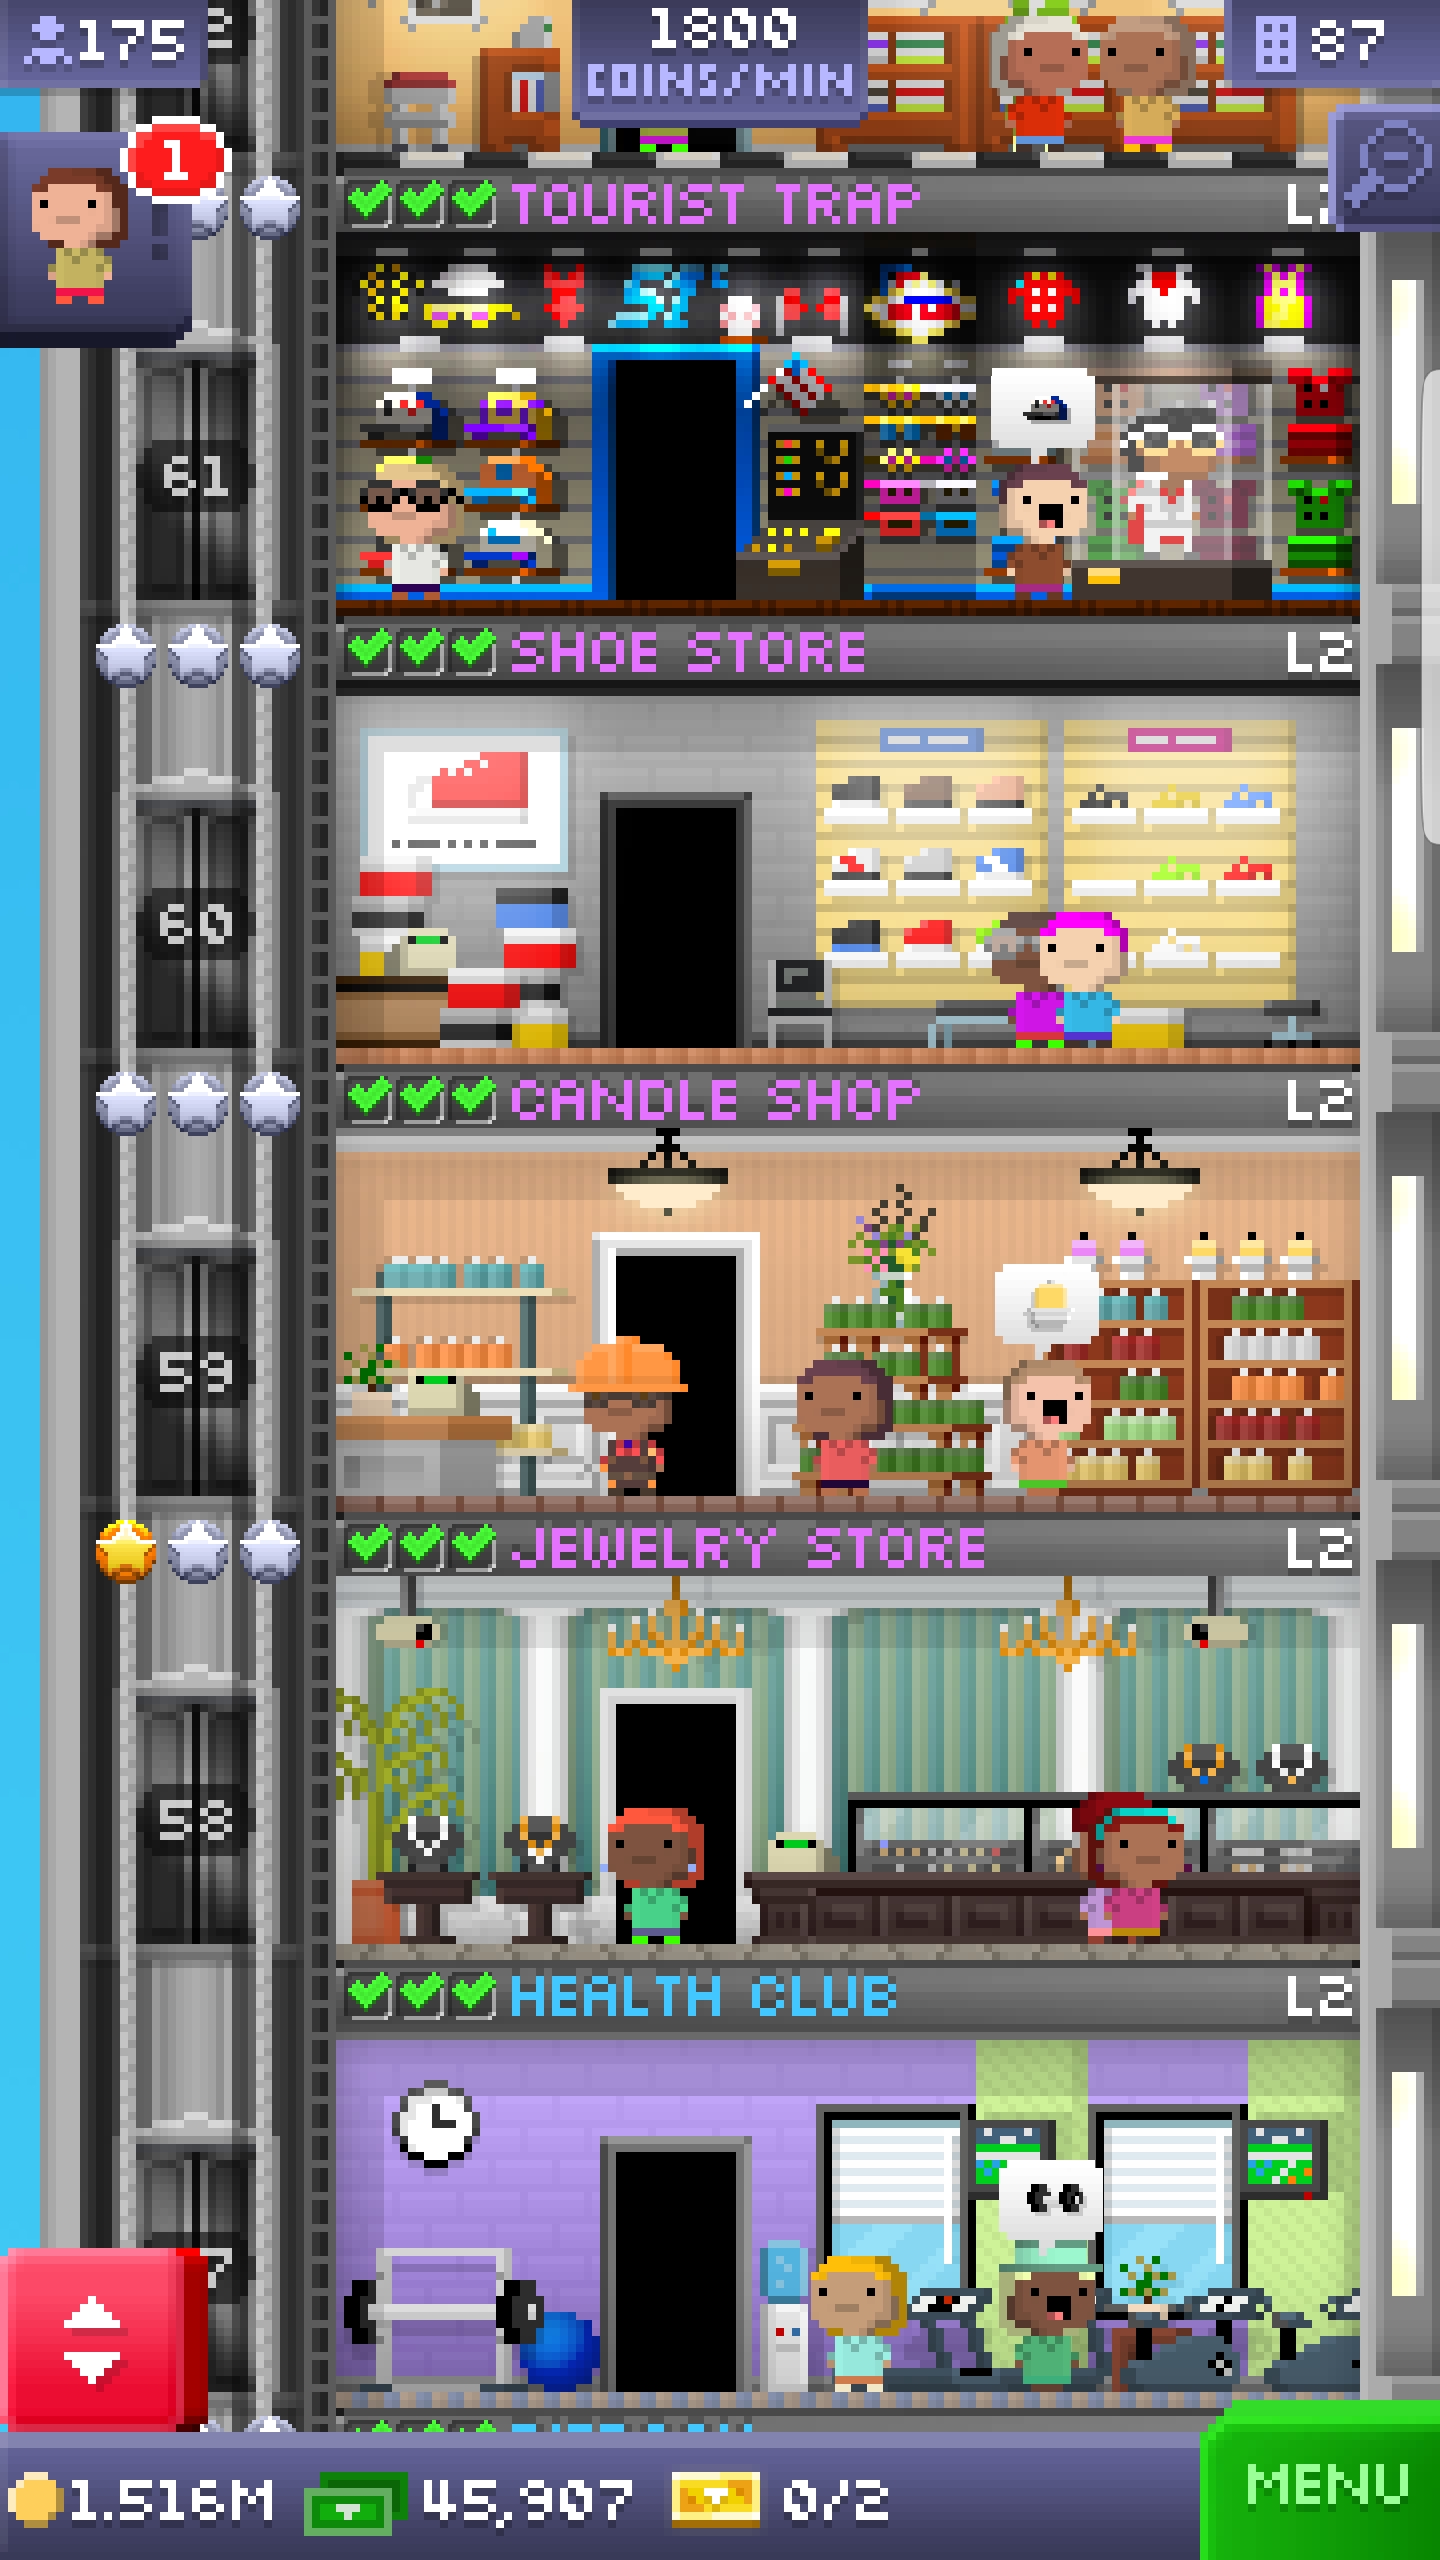 175
1800
COINS/MIN
87
1
TOURIST TRAP
61
SHOE STORE L2
60
CANDLE SHOP L2
59
JEWELRY STORE L2
58
HEALTH CLUB L2
1.516M 45,907 0/2
MENU